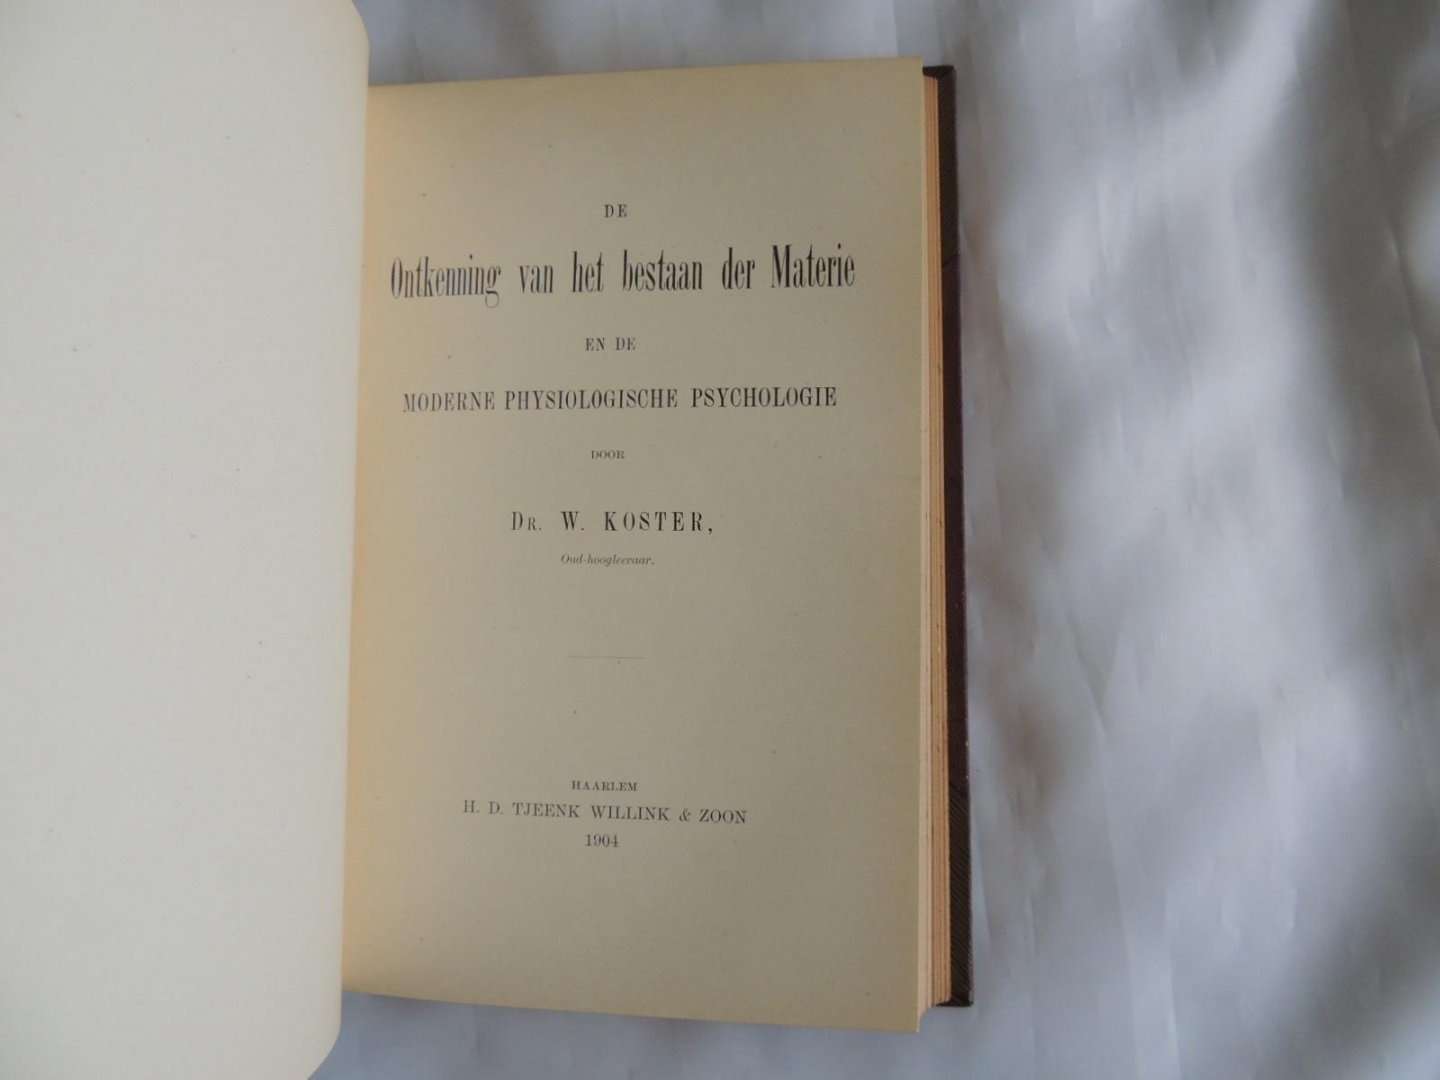 DE
Ontkenning van het bestaan der Materie
EN DE
MODERNE PHYSIOLOGISCHE PSYCHOLOGIE
DOOR
DR. W. KOSTER,
Oud-hoogleeraar.
HAARLEM
H. D. TJEENK WILLINK & ZOON
1904